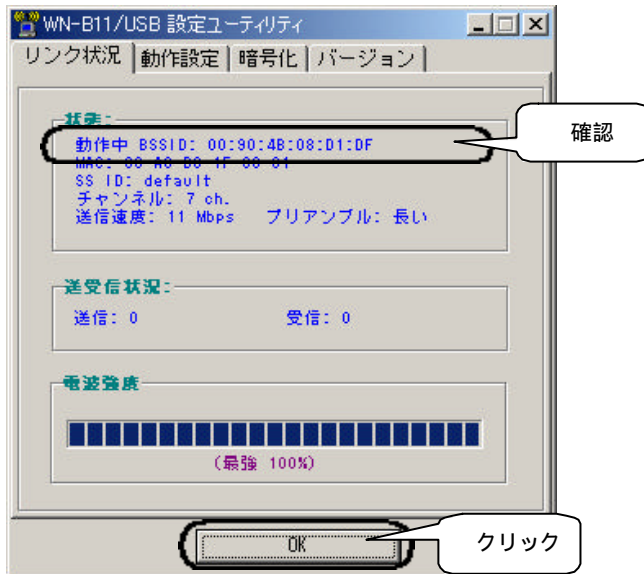 WN-B11/USB 設定ユーティリティ
リンク状況 動作設定 暗号化 バージョン
状態:
動作中 BSSID: 00:90:4B:08:D1:DF
確認
SS ID: default
チャンネル: 7 ch.
送信速度: 11 Mbps プリアンブル: 長い
送受信状況:
送信: 0 受信: 0
電波強度
(最強 100%)
OK
クリック